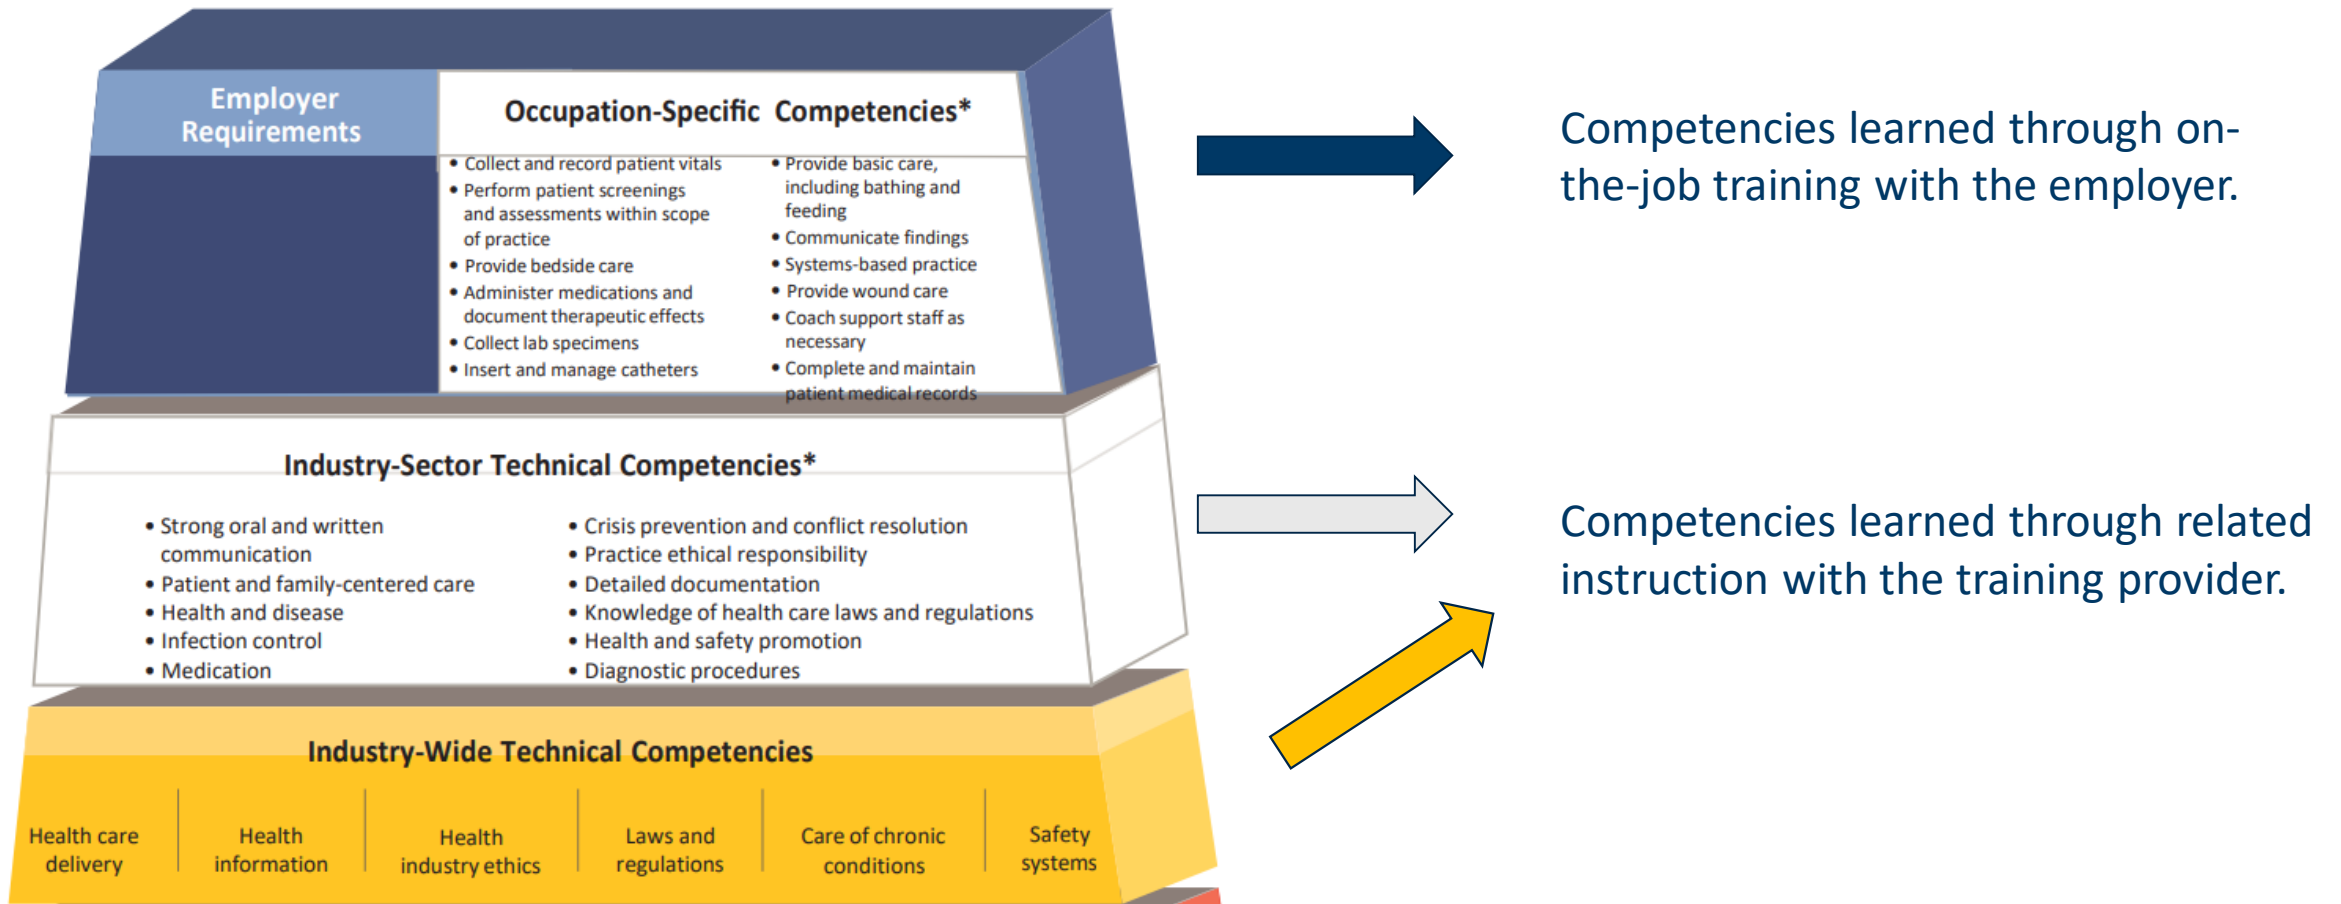 Employer
Requirements
Occupation-Specific Competencies*
• Collect and record patient vitals
• Perform patient screenings
and assessments within scope
of practice
• Provide bedside care
• Administer medications and
document therapeutic effects
• Collect lab specimens
• Insert and manage catheters
• Provide basic care,
including bathing and
feeding
• Communicate findings
• Systems-based practice
• Provide wound care
• Coach support staff as
necessary
• Complete and maintain
patient medical records
Competencies learned through on-
the-job training with the employer.
Industry-Sector Technical Competencies*
• Strong oral and written
communication
• Patient and family-centered care
• Health and disease
• Infection control
• Medication
• Crisis prevention and conflict resolution
• Practice ethical responsibility
• Detailed documentation
• Knowledge of health care laws and regulations
• Health and safety promotion
• Diagnostic procedures
Competencies learned through related
instruction with the training provider.
Industry-Wide Technical Competencies
Health care
delivery
Health
information
Health
industry ethics
Laws and
regulations
Care of chronic
conditions
Safety
systems